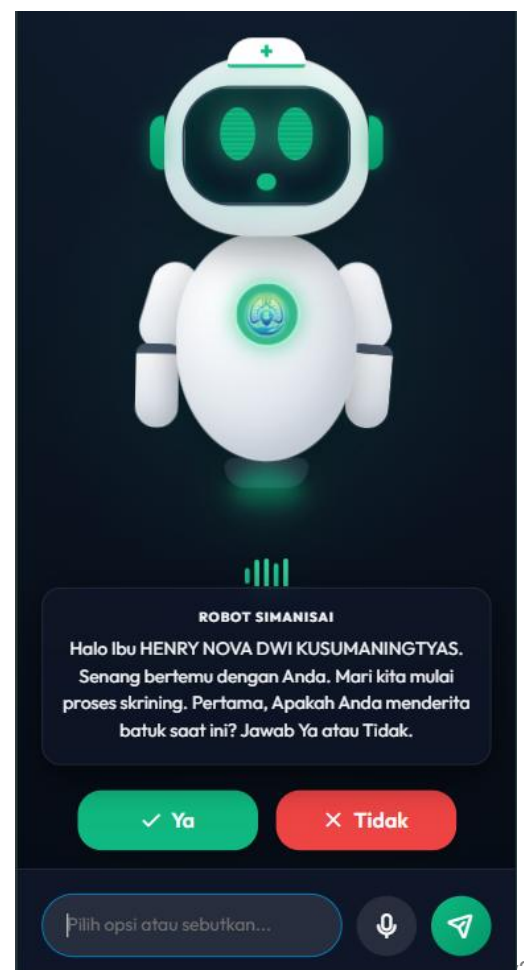 ROBOT SIMANISAI
Halo Ibu HENRY NOVA DWI KUSUMANINGTYAS.
Senang bertemu dengan Anda. Mari kita mulai
proses skrining. Pertama, Apakah Anda menderita
batuk saat ini? Jawab Ya atau Tidak.
Ya
Tidak
Pilih opsi atau sebutkan...